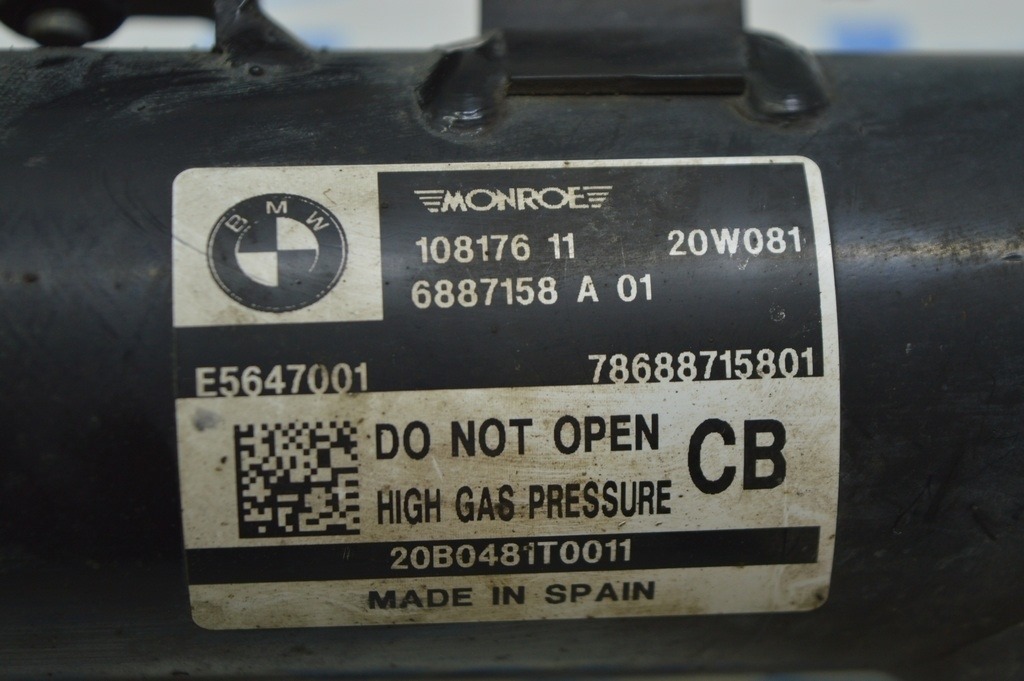 BMW
MONROE
108176 11 20W081
6887158 A 01
E5647001 78688715801
DO NOT OPEN CB
HIGH GAS PRESSURE
20B0481T0011
MADE IN SPAIN